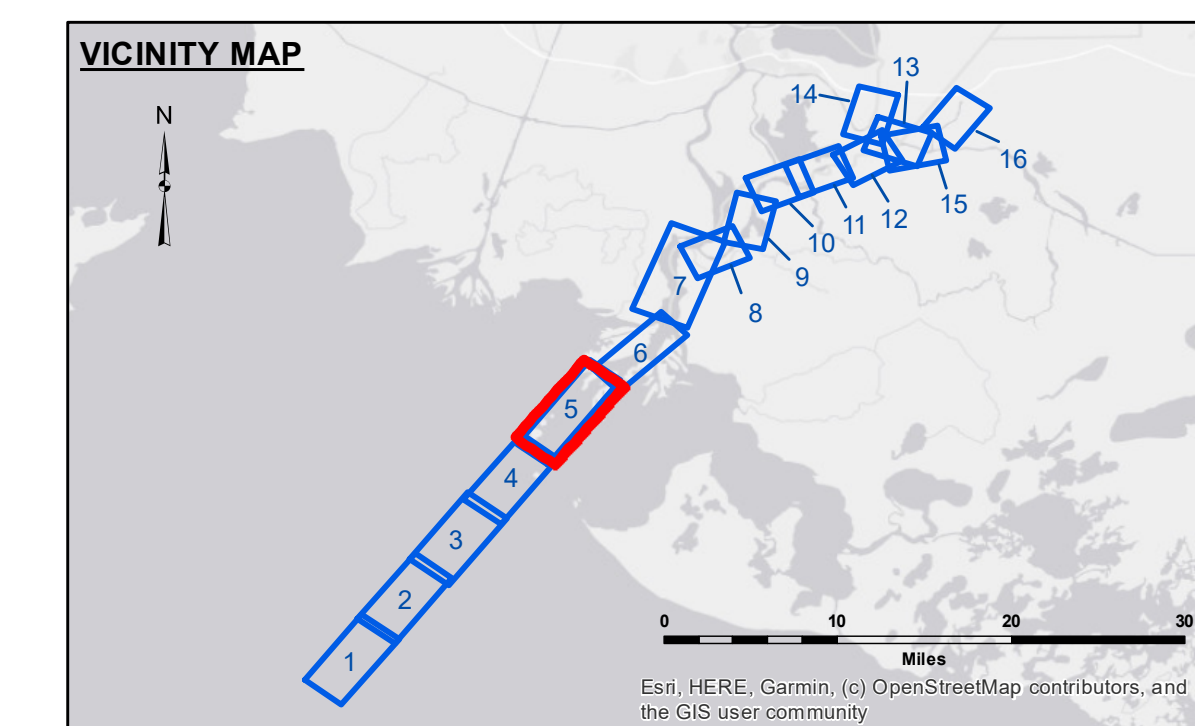 VICINITY MAP
N
13
14
16
15
12
11
10
9
8
7
6
5
4
3
2
1
0 10 20 30
Miles
Esri, HERE, Garmin, (c) OpenStreetMap contributors, and
the GIS user community